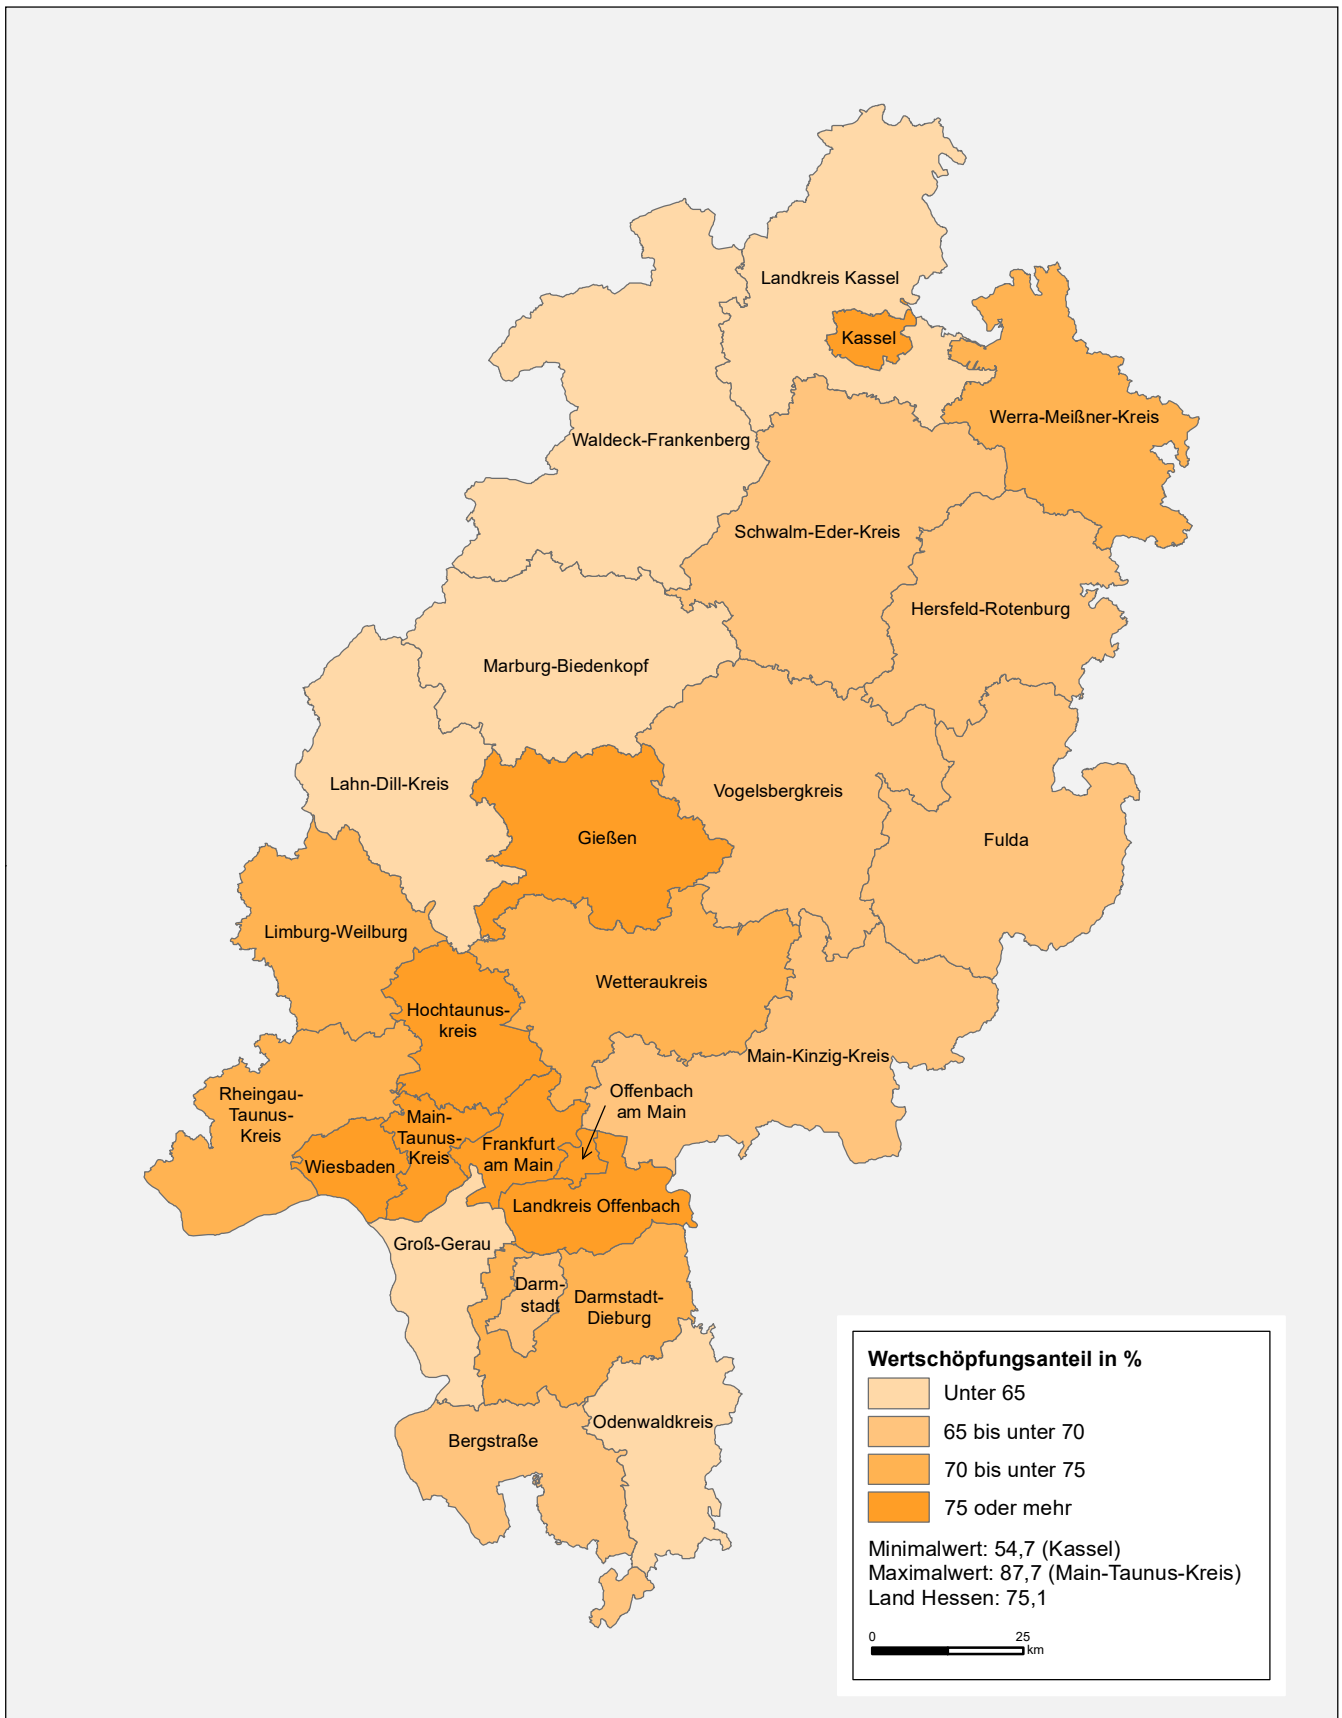 Landkreis Kassel
Kassel
Werra-Meißner-Kreis
Waldeck-Frankenberg
Schwalm-Eder-Kreis
Hersfeld-Rotenburg
Marburg-Biedenkopf
Lahn-Dill-Kreis
Vogelsbergkreis
Gießen
Fulda
Limburg-Weilburg
Wetteraukreis
Hochtaunus-
kreis
Main-Kinzig-Kreis
Offenbach
am Main
Rheingau-
Taunus-
Kreis
Main-
Taunus-
Kreis
Frankfurt
am Main
Wiesbaden
Landkreis Offenbach
Groß-Gerau
Darm-
stadt
Darmstadt-
Dieburg
Odenwaldkreis
Bergstraße
Wertschöpfungsanteil in %
Unter 65
65 bis unter 70
70 bis unter 75
75 oder mehr
Minimalwert: 54,7 (Kassel)
Maximalwert: 87,7 (Main-Taunus-Kreis)
Land Hessen: 75,1
0 25
km